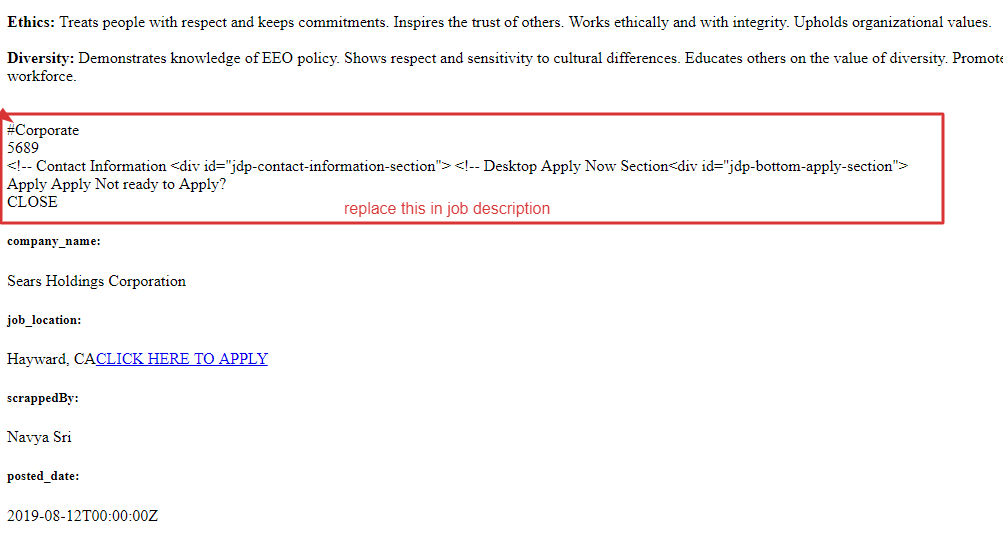 Ethics: Treats people with respect and keeps commitments. Inspires the trust of others. Works ethically and with integrity. Upholds organizational values.
Diversity: Demonstrates knowledge of EEO policy. Shows respect and sensitivity to cultural differences. Educates others on the value of diversity. Promote
workforce.
#Corporate
5689
<!-- Contact Information <div id="jdp-contact-information-section"> <!-- Desktop Apply Now Section<div id="jdp-bottom-apply-section">
Apply Apply Not ready to Apply?
CLOSE
replace this in job description
company_name:
Sears Holdings Corporation
job_location:
Hayward, CACLICK HERE TO APPLY
scrappedBy:
Navya Sri
posted_date:
2019-08-12T00:00:00Z